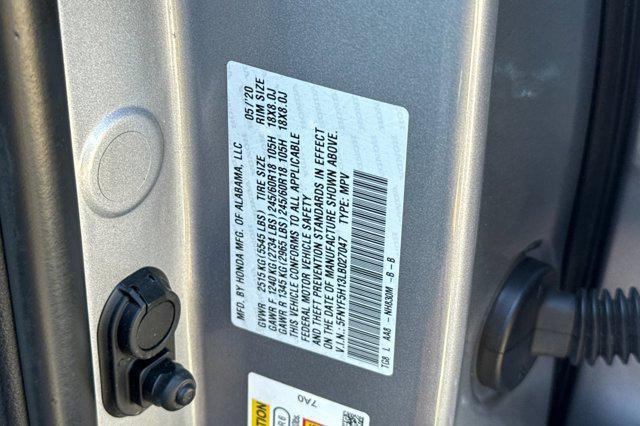 MFD. BY HONDA MFG. OF ALABAMA, LLC 05/'20
GVWR 2515 KG(5545 LBS) TIRE SIZE RIM SIZE
GAWR F 1240 KG(2734 LBS) 245/60R18 105H 18X8.0J
GAWR R 1345 KG(2965 LBS) 245/60R18 105H 18X8.0J
THIS VEHICLE CONFORMS TO ALL APPLICABLE
FEDERAL MOTOR VEHICLE SAFETY
AND THEFT PREVENTION STANDARDS IN EFFECT
ON THE DATE OF MANUFACTURE SHOWN ABOVE.
V.I.N.: 5FNYF5H13LB027047 TYPE: MPV
TG8 L AA8 - NH830M -B - B
7A0